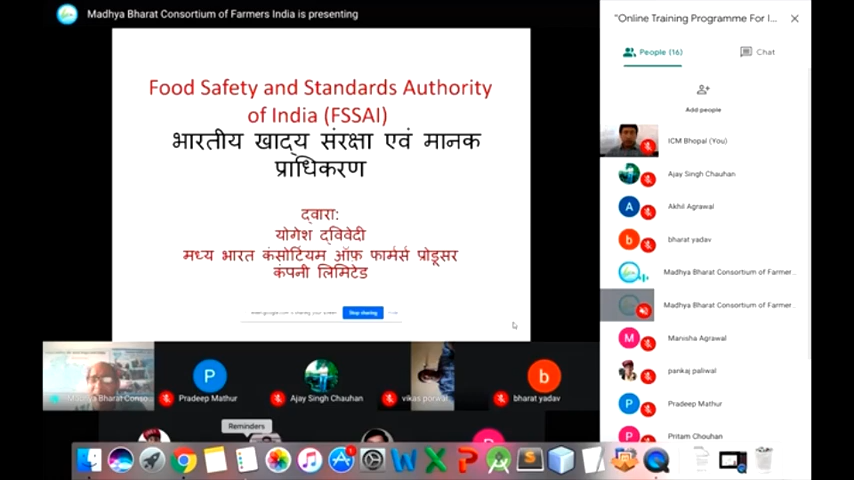 Madhya Bharat Consortium of Farmers India is presenting
Food Safety and Standards Authority
of India (FSSAI)
भारतीय खाद्य संरक्षा एवं मानक
प्राधिकरण
द्वारा:
योगेश द्विवेदी
मध्य भारत कंसोर्टियम ऑफ़ फार्मर्स प्रोडूसर
कंपनी लिमिटेड
Stop sharing
Madhya Bharat Conso...
P
Pradeep Mathur
Ajay Singh Chauhan
vikas porwal
b
bharat yadav
Reminders
"Online Training Programme For I...
People (16)
Chat
Add people
ICM Bhopal (You)
Ajay Singh Chauhan
A
Akhil Agrawal
b
bharat yadav
Madhya Bharat Consortium of Farmer...
Madhya Bharat Consortium of Farmer...
M
Manisha Agrawal
pankaj paliwal
P
Pradeep Mathur
P
Pritam Chouhan